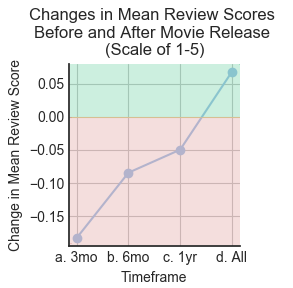 Changes in Mean Review Scores
Before and After Movie Release
(Scale of 1-5)
Change in Mean Review Score
0.05
0.00
−0.05
−0.10
−0.15
a. 3mo b. 6mo c. 1yr d. All
Timeframe